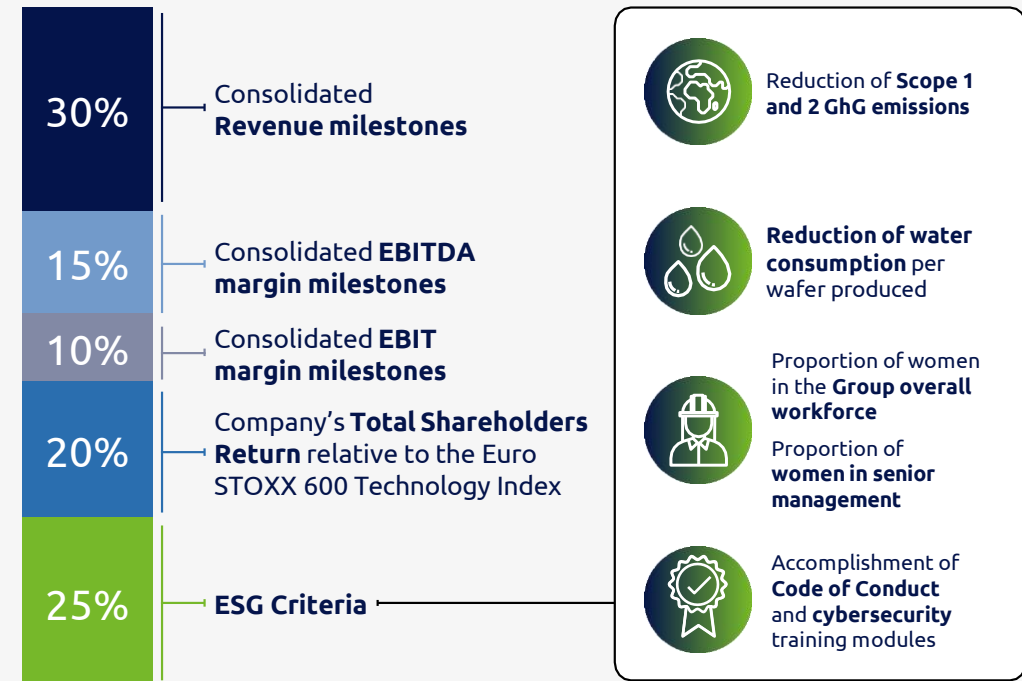 30%
Consolidated
Revenue milestones
15%
Consolidated EBITDA
margin milestones
10%
Consolidated EBIT
margin milestones
20%
Company's Total Shareholders
Return relative to the Euro
STOXX 600 Technology Index
25%
ESG Criteria
Reduction of Scope 1
and 2 GhG emissions
Reduction of water
consumption per
wafer produced
Proportion of women
in the Group overall
workforce
Proportion of
women in senior
management
Accomplishment of
Code of Conduct
and cybersecurity
training modules